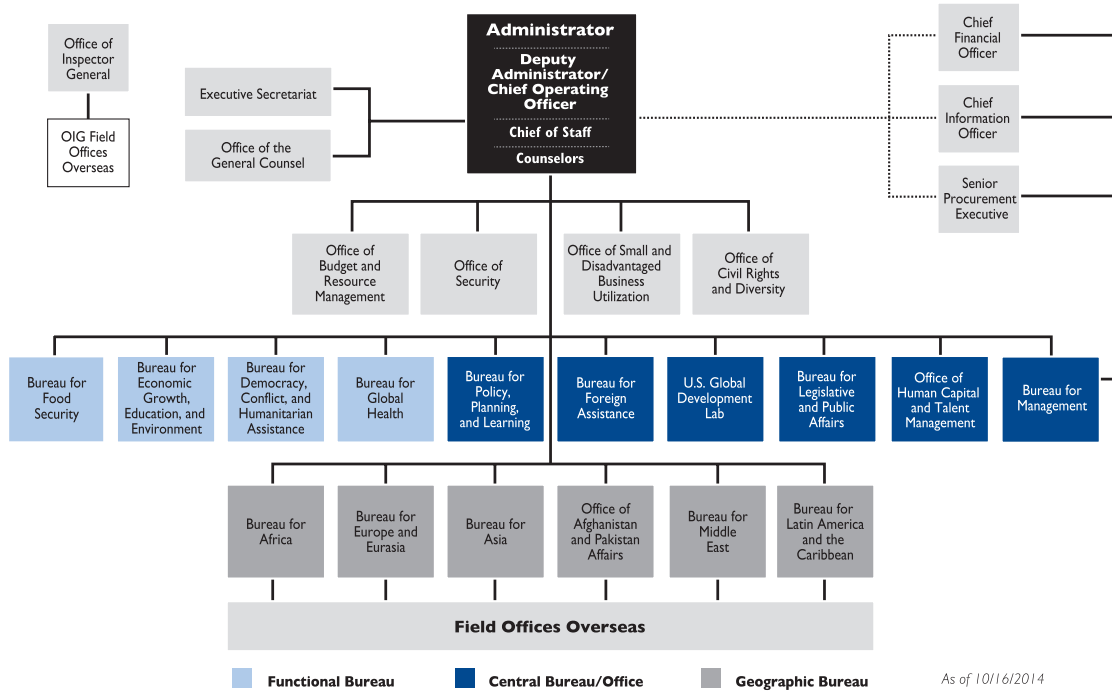 Office of
Inspector
General
OIG Field
Offices
Overseas
Executive Secretariat
Office of the
General Counsel
Administrator
Deputy
Administrator/
Chief Operating
Officer
Chief of Staff
Counselors
Chief
Financial
Officer
Chief
Information
Officer
Senior
Procurement
Executive
Office of
Budget and
Resource
Management
Office of
Security
Office of Small and
Disadvantaged
Business
Utilization
Office of
Civil Rights
and Diversity
Bureau for
Food
Security
Bureau for
Economic
Growth,
Education, and
Environment
Bureau for
Democracy,
Conflict, and
Humanitarian
Assistance
Bureau for
Global
Health
Bureau for
Policy,
Planning,
and Learning
Bureau for
Foreign
Assistance
U.S. Global
Development
Lab
Bureau for
Legislative
and Public
Affairs
Office of
Human Capital
and Talent
Management
Bureau for
Management
Bureau for
Africa
Bureau for
Europe and
Eurasia
Bureau for
Asia
Office of
Afghanistan
and Pakistan
Affairs
Bureau for
Middle
East
Bureau for
Latin America
and the
Caribbean
Field Offices Overseas
Functional Bureau
Central Bureau/Office
Geographic Bureau
As of 10/16/2014